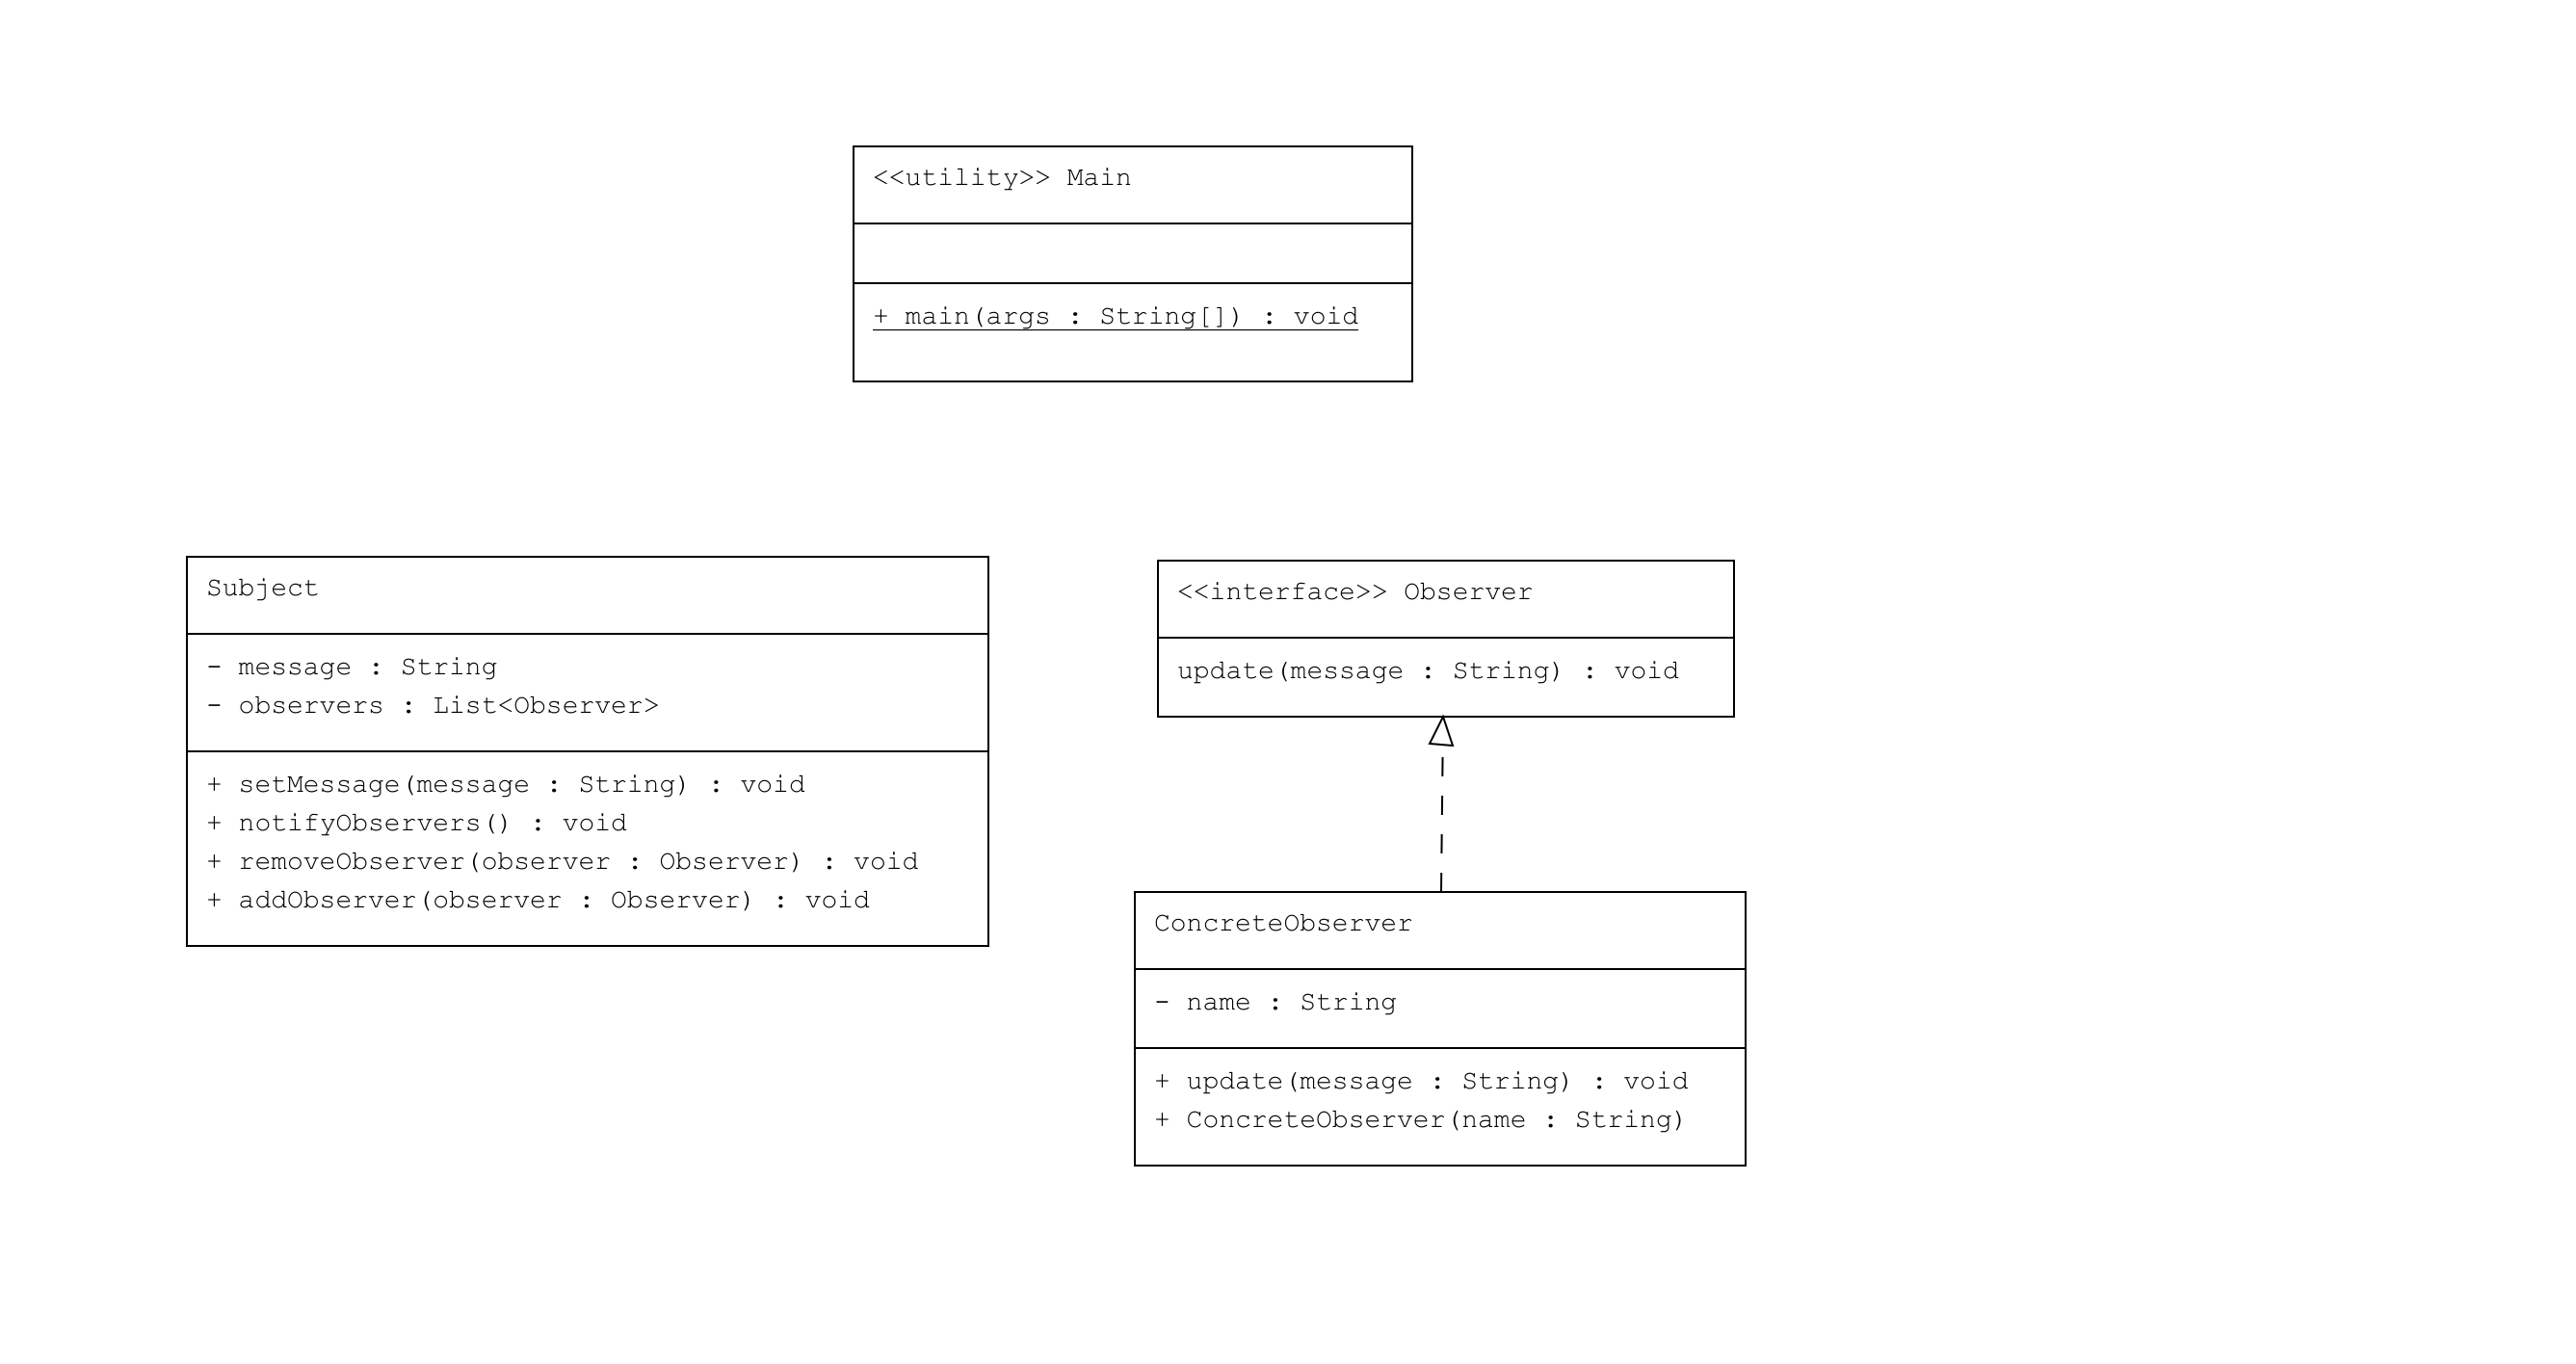 <<utility>> Main
+ main(args : String[]) : void
Subject
- message : String
- observers : List<Observer>
+ setMessage(message : String) : void
+ notifyObservers() : void
+ removeObserver(observer : Observer) : void
+ addObserver(observer : Observer) : void
<<interface>> Observer
update(message : String) : void
ConcreteObserver
- name : String
+ update(message : String) : void
+ ConcreteObserver(name : String)